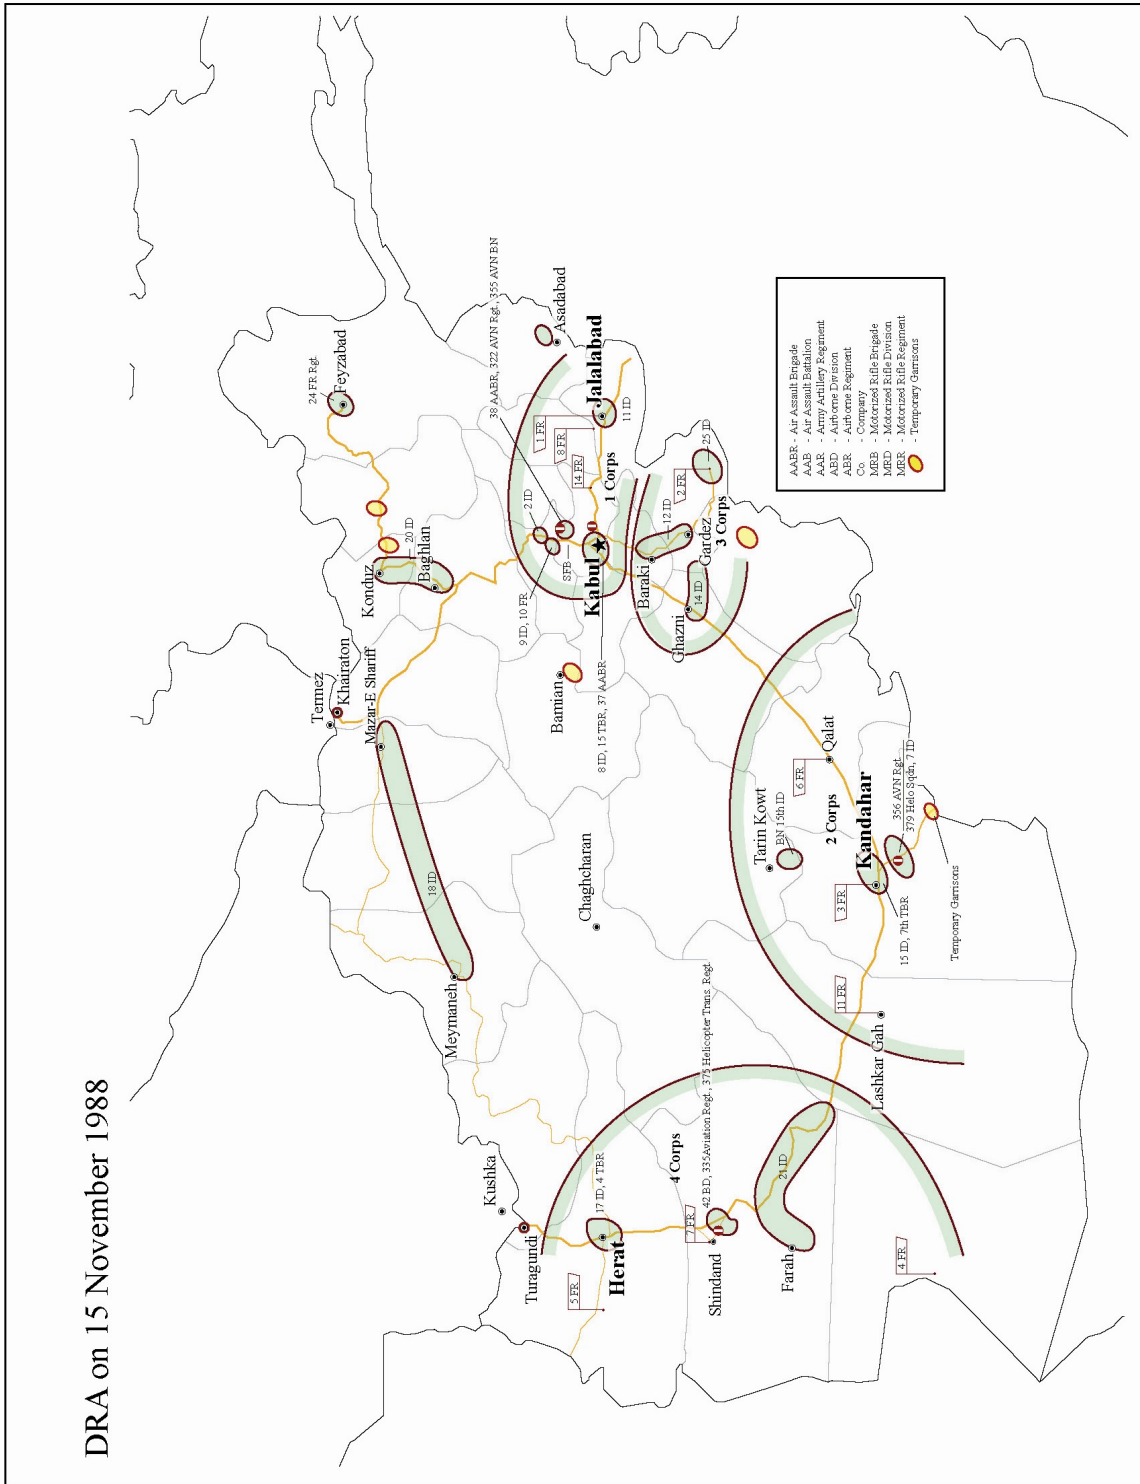 DRA on 15 November 1988
Termez
Khairaton
Mazar-E Shariff
Konduz
20 ID
Baghlan
24 FR Rgt
Feyzabad
Kushka
Turagundi
Meymaneh
18 ID
Bamian
Chaghcharan
9 ID, 10 FR
2 ID
SFB
38 AABR, 322 AVN Rgt., 355 AVN BN
Asadabad
1 FR
8 FR
14 FR
1 Corps
Jalalabad
11 ID
Kabul
8 ID, 15 TBR, 37 AABR
Baraki
12 ID
Gardez
2 FR
25 ID
3 Corps
Ghazni
14 ID
5 FR
Herat
17 ID, 4 TBR
4 Corps
7 FR
Shindand
42 BD, 335Aviation Regt., 375 Helicopter Trans. Regt.
Farah
21 ID
4 FR
Tarin Kowt
BN 15th ID
6 FR
Qalat
2 Corps
3 FR
Kandahar
356 AVN Rgt
379 Helo Sqdn, 7 ID
15 ID, 7th TBR
11 FR
Lashkar Gah
Temporary Garrisons
AABR - Air Assault Brigade
AAB - Air Assault Battalion
AAR - Army Artillery Regiment
ABD - Airborne Division
ABR - Airborne Regiment
Co. - Company
MRB - Motorized Rifle Brigade
MRD - Motorized Rifle Division
MRR - Motorized Rifle Regiment
- Temporary Garrisons